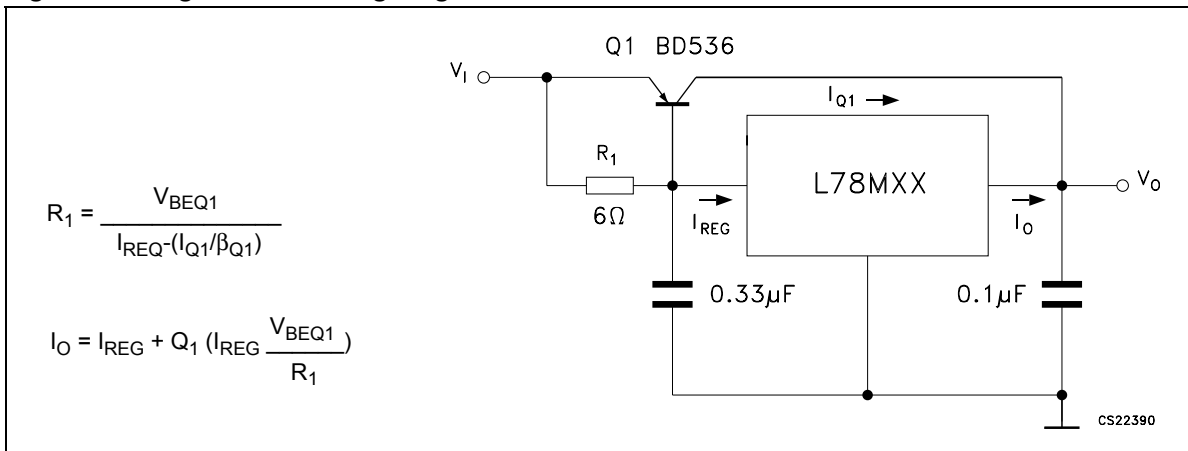 Q1 BD536
VI
IQ1
R1
L78MXX
VO
6Ω
IREG
IO
R1 = VBEQ1 / IREQ-(IQ1/βQ1)
0.33µF
0.1µF
IO = IREG + Q1 (IREG VBEQ1 / R1)
CS22390